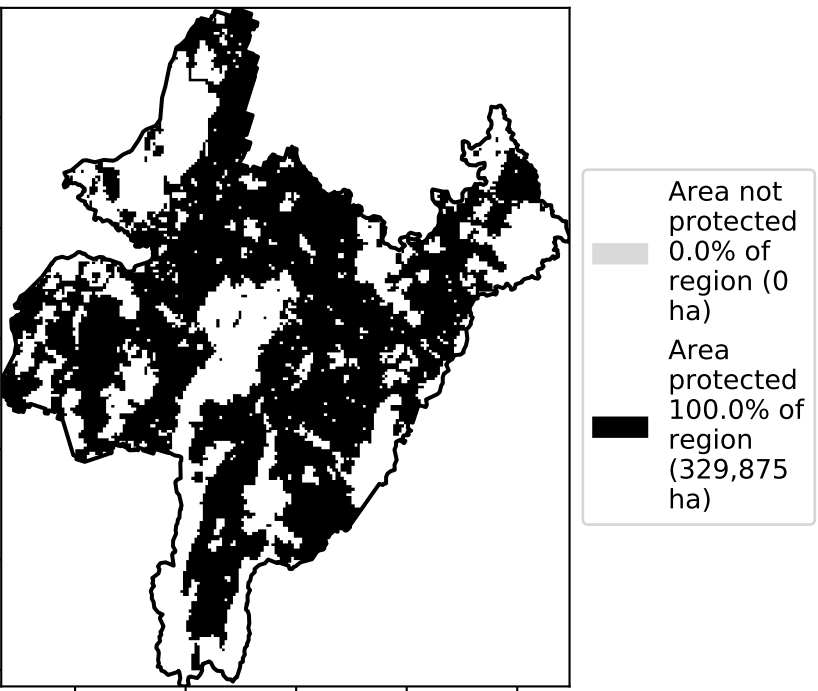 Area not
protected
0.0% of
region (0
ha)
Area
protected
100.0% of
region
(329,875
ha)